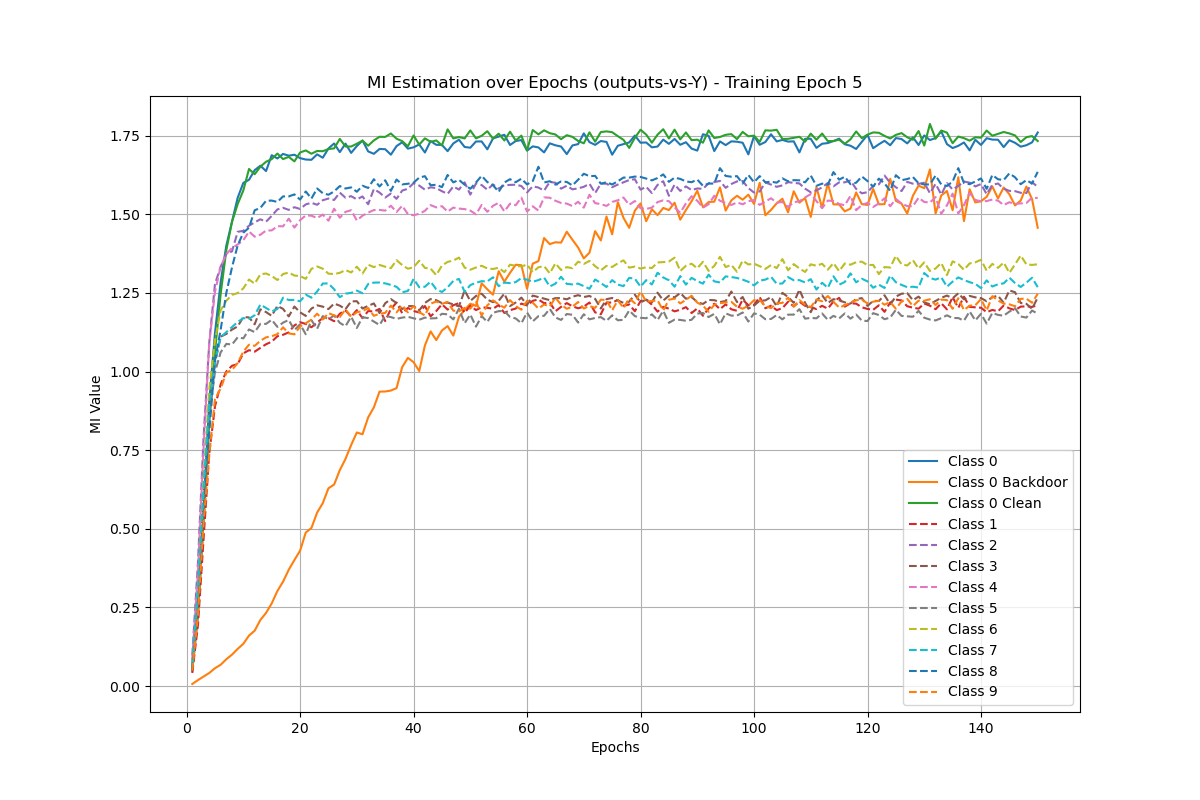 MI Estimation over Epochs (outputs-vs-Y) - Training Epoch 5
MI Value
1.75
1.50
1.25
1.00
0.75
0.50
0.25
0.00
0 20 40 60 80 100 120 140
Epochs
Class 0
Class 0 Backdoor
Class 0 Clean
Class 1
Class 2
Class 3
Class 4
Class 5
Class 6
Class 7
Class 8
Class 9